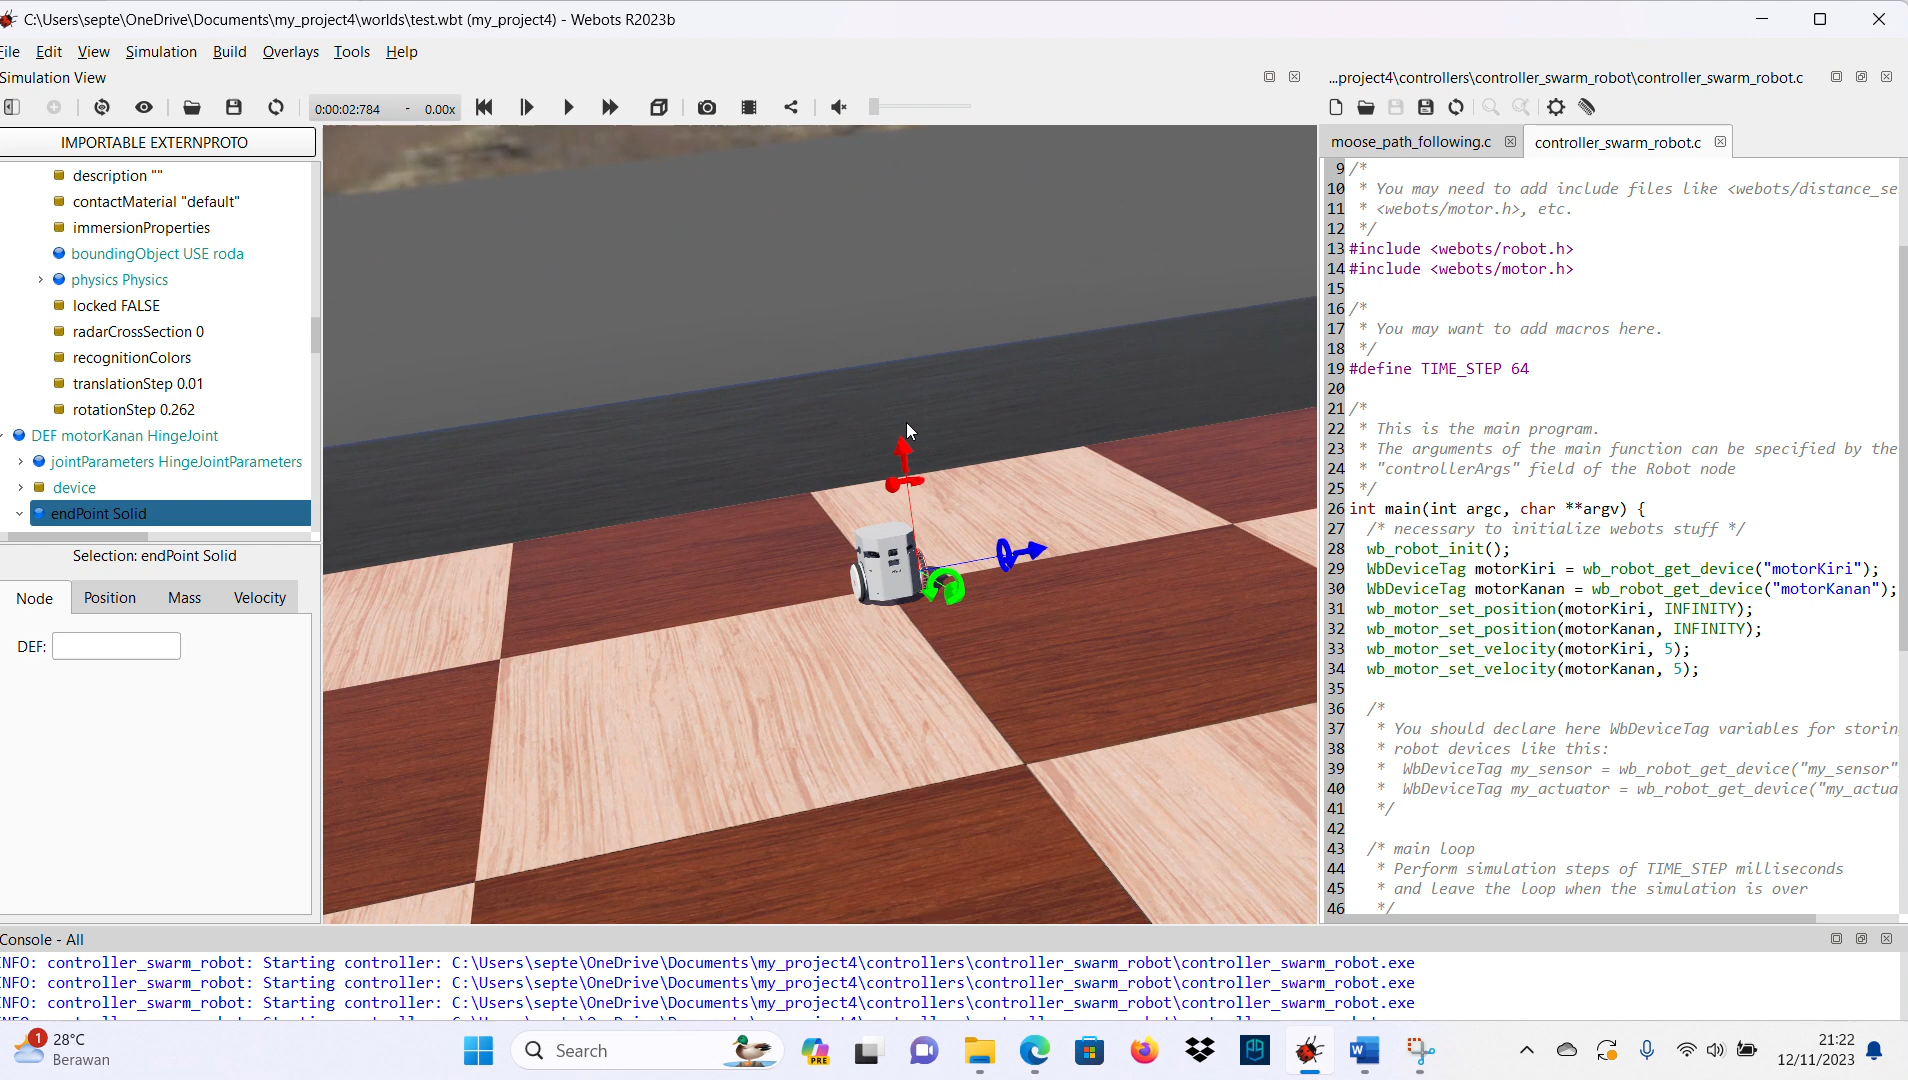 C:\Users\septe\OneDrive\Documents\my_project4\worlds\test.wbt (my_project4) - Webots R2023b
File Edit View Simulation Build Overlays Tools Help
Simulation View
0:00:02:784 - 0.00x
IMPORTABLE EXTERNPROTO
description ""
contactMaterial "default"
immersionProperties
boundingObject USE roda
physics Physics
locked FALSE
radarCrossSection 0
recognitionColors
translationStep 0.01
rotationStep 0.262
DEF motorKanan HingeJoint
jointParameters HingeJointParameters
device
endPoint Solid
Selection: endPoint Solid
Node Position Mass Velocity
DEF:
...project4\controllers\controller_swarm_robot\controller_swarm_robot.c
moose_path_following.c controller_swarm_robot.c
9 /*
10 * You may need to add include files like <webots/distance_se
11 * <webots/motor.h>, etc.
12 */
13 #include <webots/robot.h>
14 #include <webots/motor.h>
15
16 /*
17 * You may want to add macros here.
18 */
19 #define TIME_STEP 64
20
21 /*
22 * This is the main program.
23 * The arguments of the main function can be specified by the
24 * "controllerArgs" field of the Robot node
25 */
26 int main(int argc, char **argv) {
27 /* necessary to initialize webots stuff */
28 wb_robot_init();
29 WbDeviceTag motorKiri = wb_robot_get_device("motorKiri");
30 WbDeviceTag motorKanan = wb_robot_get_device("motorKanan");
31 wb_motor_set_position(motorKiri, INFINITY);
32 wb_motor_set_position(motorKanan, INFINITY);
33 wb_motor_set_velocity(motorKiri, 5);
34 wb_motor_set_velocity(motorKanan, 5);
35
36 /*
37 * You should declare here WbDeviceTag variables for storin
38 * robot devices like this:
39 * WbDeviceTag my_sensor = wb_robot_get_device("my_sensor"
40 * WbDeviceTag my_actuator = wb_robot_get_device("my_actua
41 */
42
43 /* main loop
44 * Perform simulation steps of TIME_STEP milliseconds
45 * and leave the loop when the simulation is over
46 */
Console - All
INFO: controller_swarm_robot: Starting controller: C:\Users\septe\OneDrive\Documents\my_project4\controllers\controller_swarm_robot\controller_swarm_robot.exe
INFO: controller_swarm_robot: Starting controller: C:\Users\septe\OneDrive\Documents\my_project4\controllers\controller_swarm_robot\controller_swarm_robot.exe
INFO: controller_swarm_robot: Starting controller: C:\Users\septe\OneDrive\Documents\my_project4\controllers\controller_swarm_robot\controller_swarm_robot.exe
1
28°C
Berawan
Search
PRE
21:22
12/11/2023